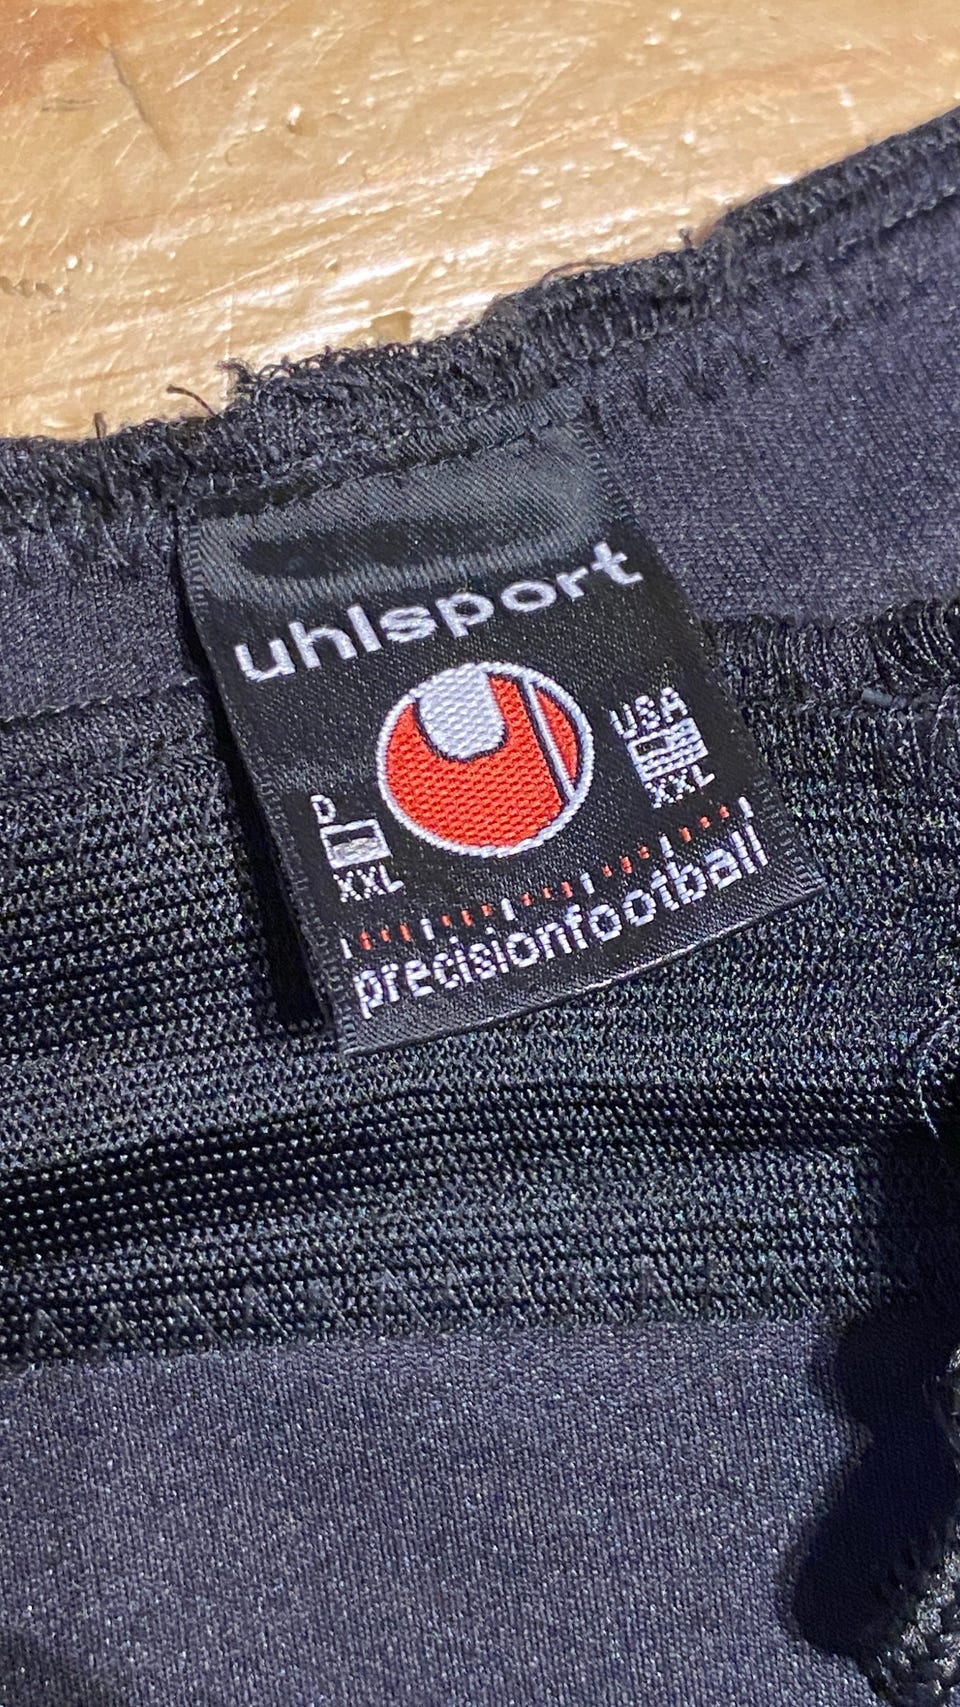 uhlsport
USA
XXL
D
XXL
precisionfootball